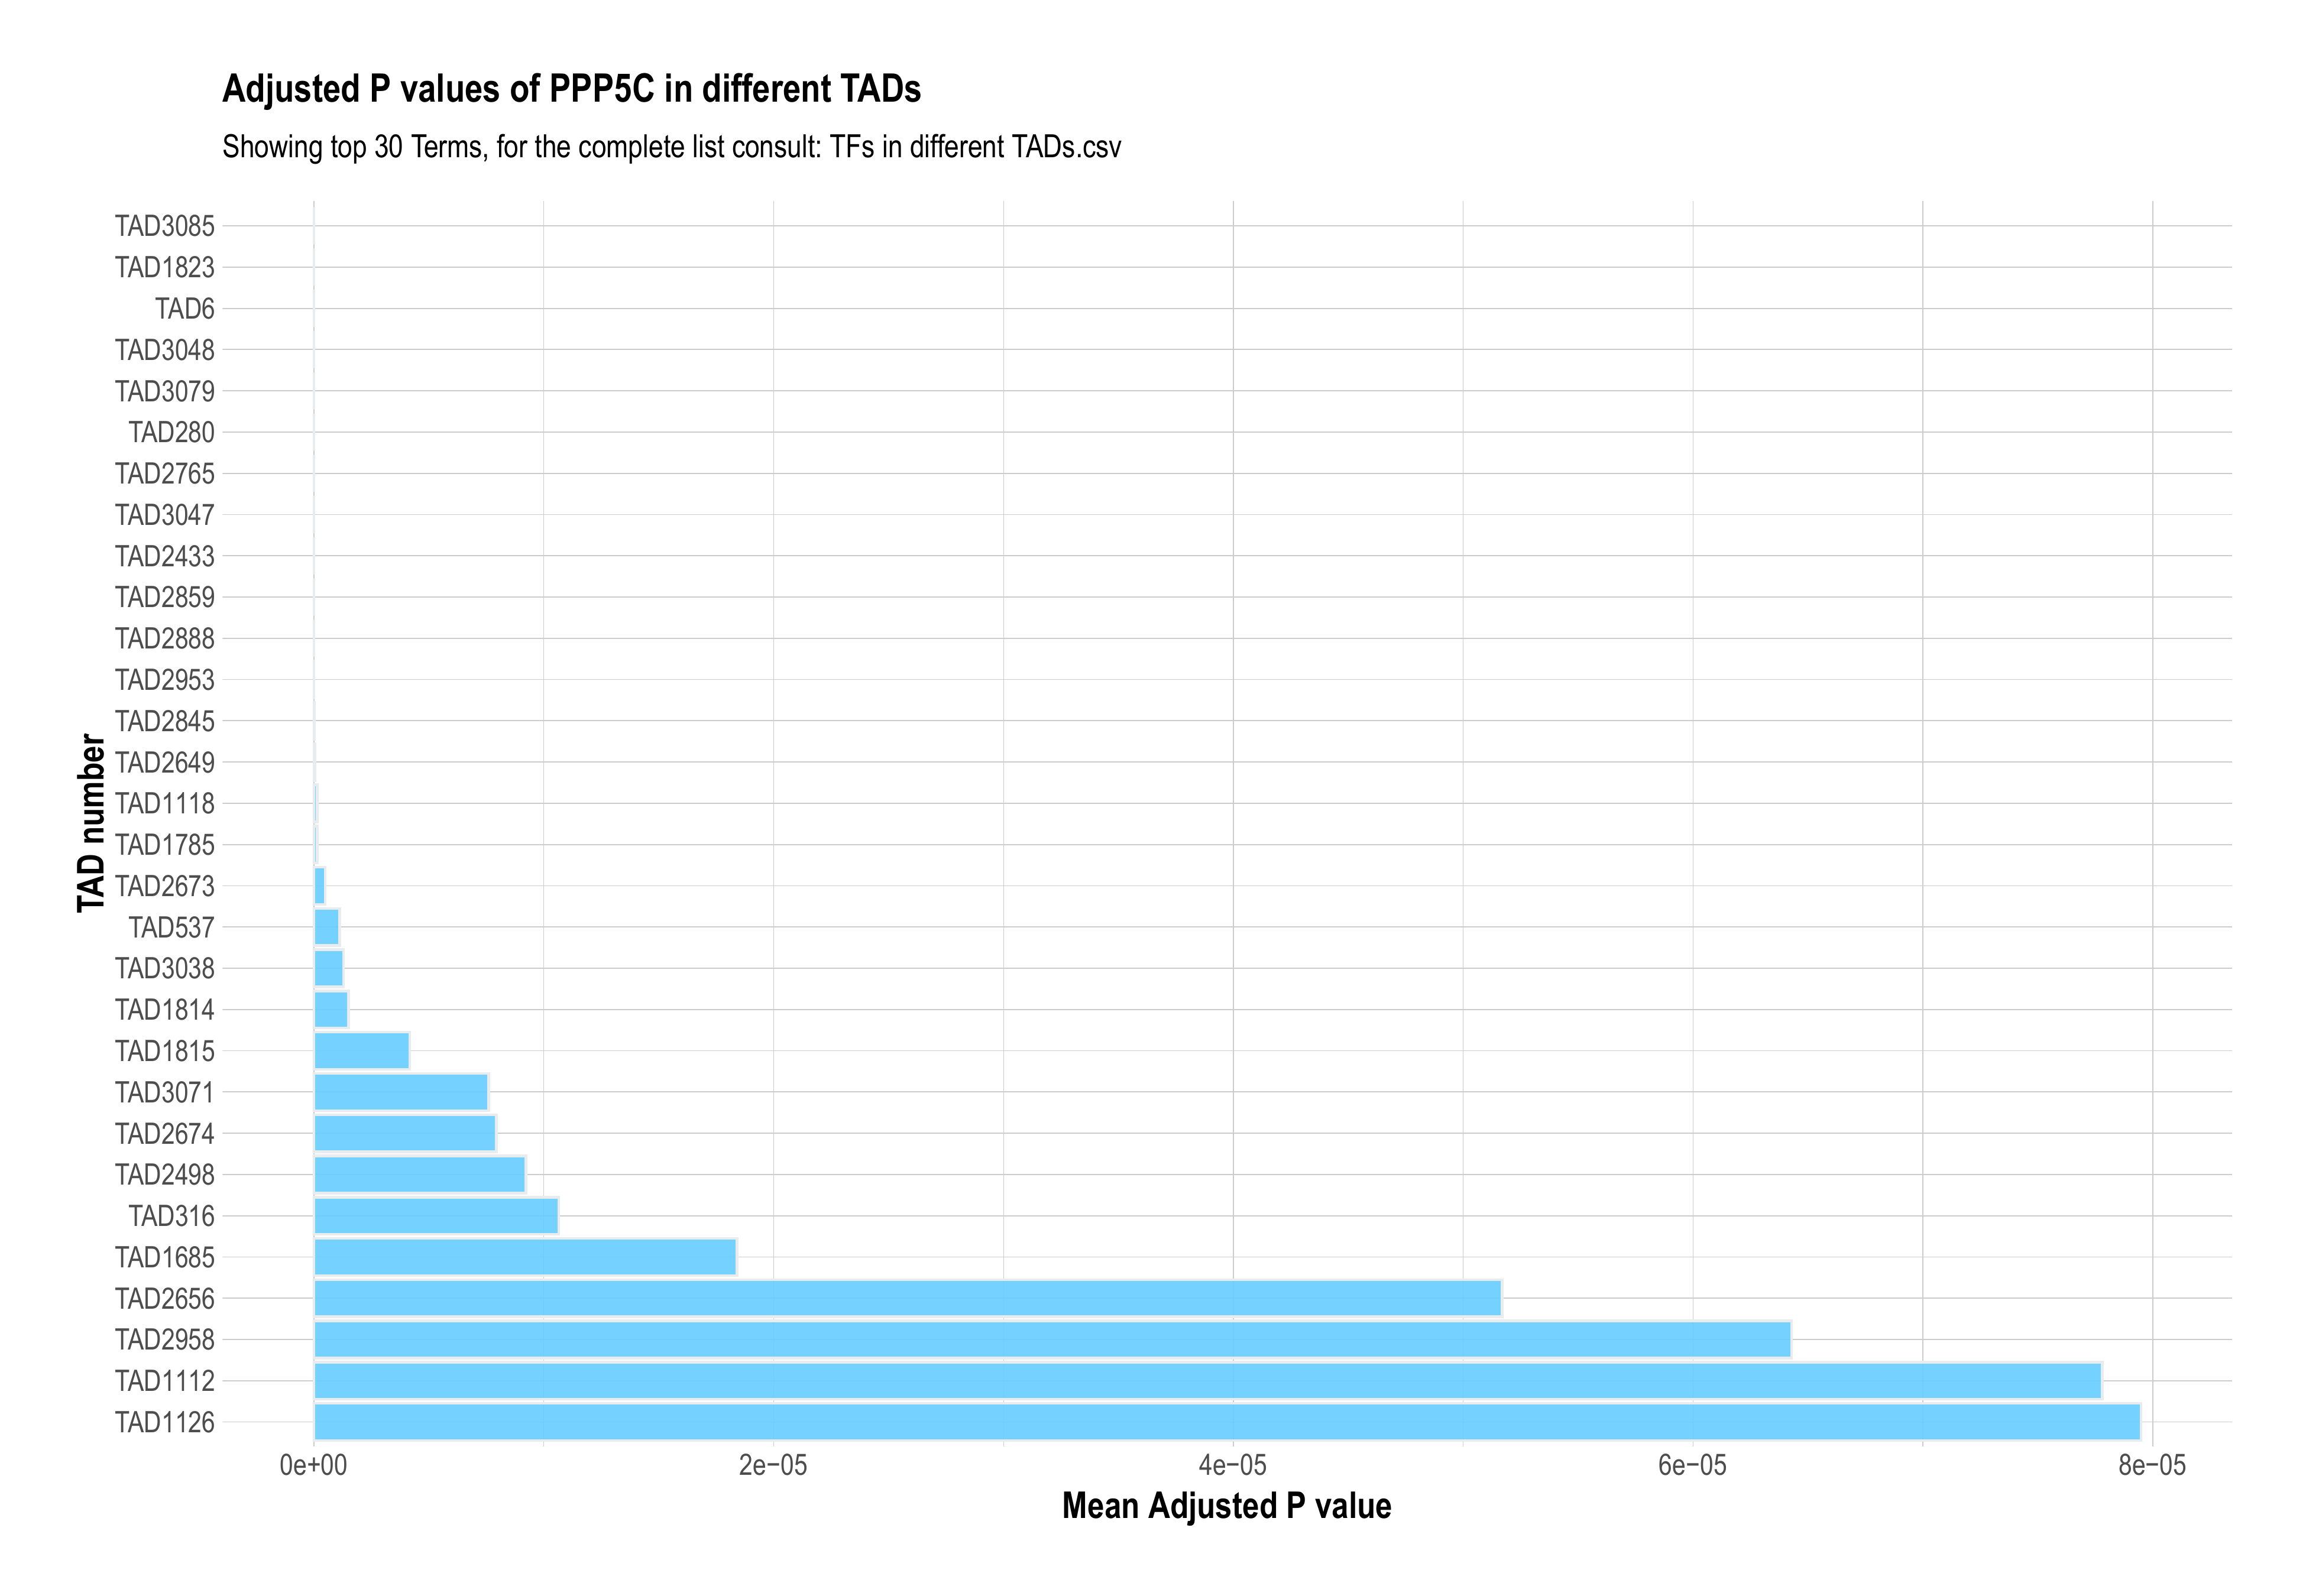 Adjusted P values of PPP5C in different TADs
Showing top 30 Terms, for the complete list consult: TFs in different TADs.csv
TAD number
TAD3085
TAD1823
TAD6
TAD3048
TAD3079
TAD280
TAD2765
TAD3047
TAD2433
TAD2859
TAD2888
TAD2953
TAD2845
TAD2649
TAD1118
TAD1785
TAD2673
TAD537
TAD3038
TAD1814
TAD1815
TAD3071
TAD2674
TAD2498
TAD316
TAD1685
TAD2656
TAD2958
TAD1112
TAD1126
0e+00 2e−05 4e−05 6e−05 8e−05
Mean Adjusted P value